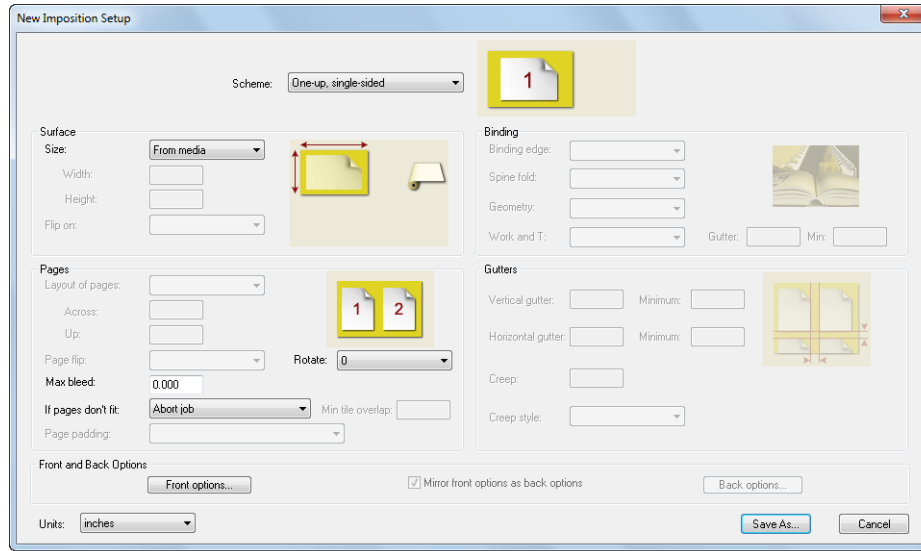 New Imposition Setup
Scheme: One-up, single-sided
1
Surface
Size: From media
Width:
Height:
Flip on:
Binding
Binding edge:
Spine fold:
Geometry:
Work and T: Gutter: Min:
Pages
Layout of pages:
Across:
Up:
1 2
Page flip: Rotate: 0
Max bleed: 0.000
If pages don't fit: Abort job Min tile overlap:
Page padding:
Gutters
Vertical gutter: Minimum:
Horizontal gutter: Minimum:
Creep:
Creep style:
Front and Back Options
Front options... Mirror front options as back options Back options...
Units: inches Save As... Cancel